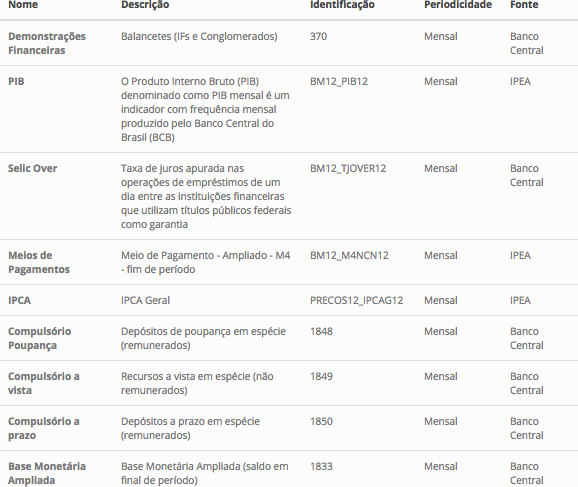 Nome Descrição Identificação Periodicidade Fonte
Demonstrações Balancetes (IFs e Conglomerados) 370 Mensal Banco
Financeiras Central
PIB O Produto Interno Bruto (PIB) BM12_PIB12 Mensal IPEA
denominado como PIB mensal é um
indicador com frequência mensal
produzido pelo Banco Central do
Brasil (BCB)
Selic Over Taxa de juros apurada nas BM12_TJOVER12 Mensal Banco
operações de empréstimos de um Central
dia entre as instituições financeiras
que utilizam títulos públicos federais
como garantia
Meios de Meio de Pagamento - Ampliado - M4 BM12_M4NCN12 Mensal IPEA
Pagamentos - fim de período
IPCA IPCA Geral PRECOS12_IPCAG12 Mensal IPEA
Compulsório Depósitos de poupança em espécie 1848 Mensal Banco
Poupança (remunerados) Central
Compulsório a Recursos a vista em espécie (não 1849 Mensal Banco
vista remunerados) Central
Compulsório a Depósitos a prazo em espécie 1850 Mensal Banco
prazo (remunerados) Central
Base Monetária Base Monetária Ampliada (saldo em 1833 Mensal Banco
Ampliada final de período) Central